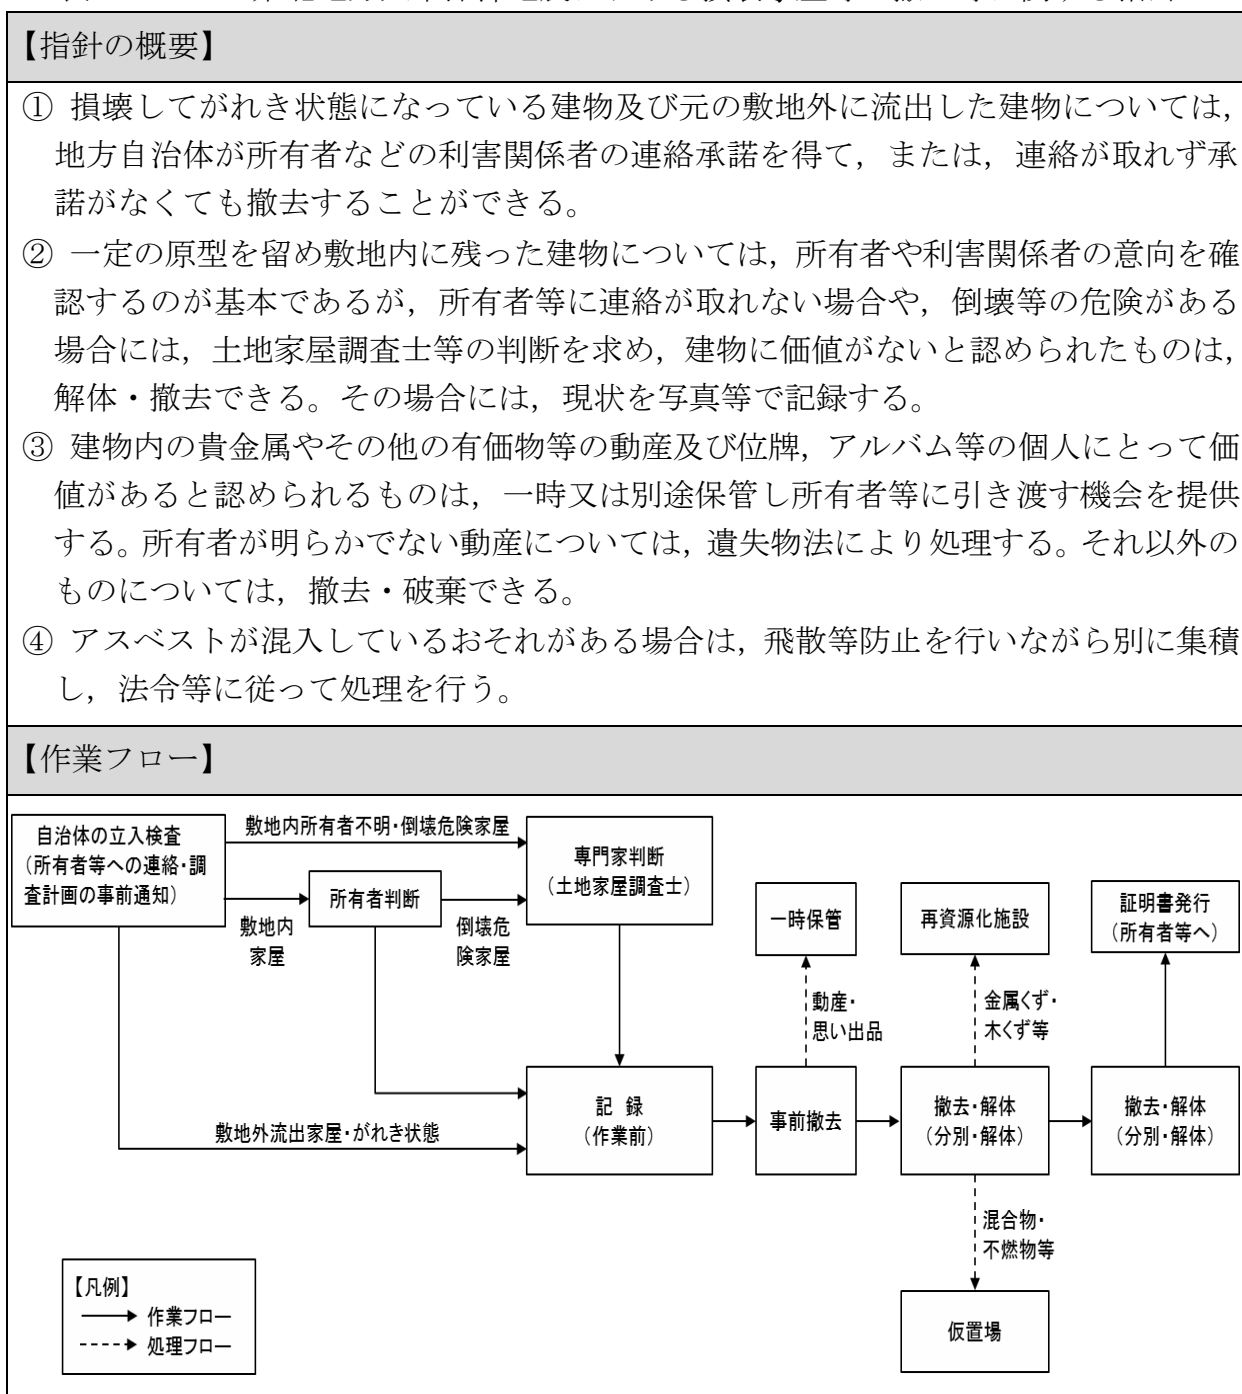 【指針の概要】
① 損壊してがれき状態になっている建物及び元の敷地外に流出した建物については,
地方自治体が所有者などの利害関係者の連絡承諾を得て，または，連絡が取れず承
諾がなくても撤去することができる。
② 一定の原型を留め敷地内に残った建物については，所有者や利害関係者の意向を確
認するのが基本であるが，所有者等に連絡が取れない場合や，倒壊等の危険がある
場合には，土地家屋調査士等の判断を求め，建物に価値がないと認められたものは，
解体・撤去できる。その場合には，現状を写真等で記録する。
③ 建物内の貴金属やその他の有価物等の動産及び位牌，アルバム等の個人にとって価
値があると認められるものは，一時又は別途保管し所有者等に引き渡す機会を提供
する。所有者が明らかでない動産については，遺失物法により処理する。それ以外の
ものについては，撤去・破棄できる。
④ アスベストが混入しているおそれがある場合は，飛散等防止を行いながら別に集積
し，法令等に従って処理を行う。
【作業フロー】
自治体の立入検査
(所有者等への連絡・調
査計画の事前通知)
敷地内所有者不明・倒壊危険家屋
専門家判断
(土地家屋調査士)
敷地内
家屋
所有者判断
倒壊危
険家屋
一時保管
再資源化施設
証明書発行
(所有者等へ)
動産・
思い出品
金属くず・
木くず等
敷地外流出家屋・がれき状態
記 録
(作業前)
事前撤去
撤去・解体
(分別・解体)
撤去・解体
(分別・解体)
混合物・
不燃物等
仮置場
【凡例】
作業フロー
処理フロー